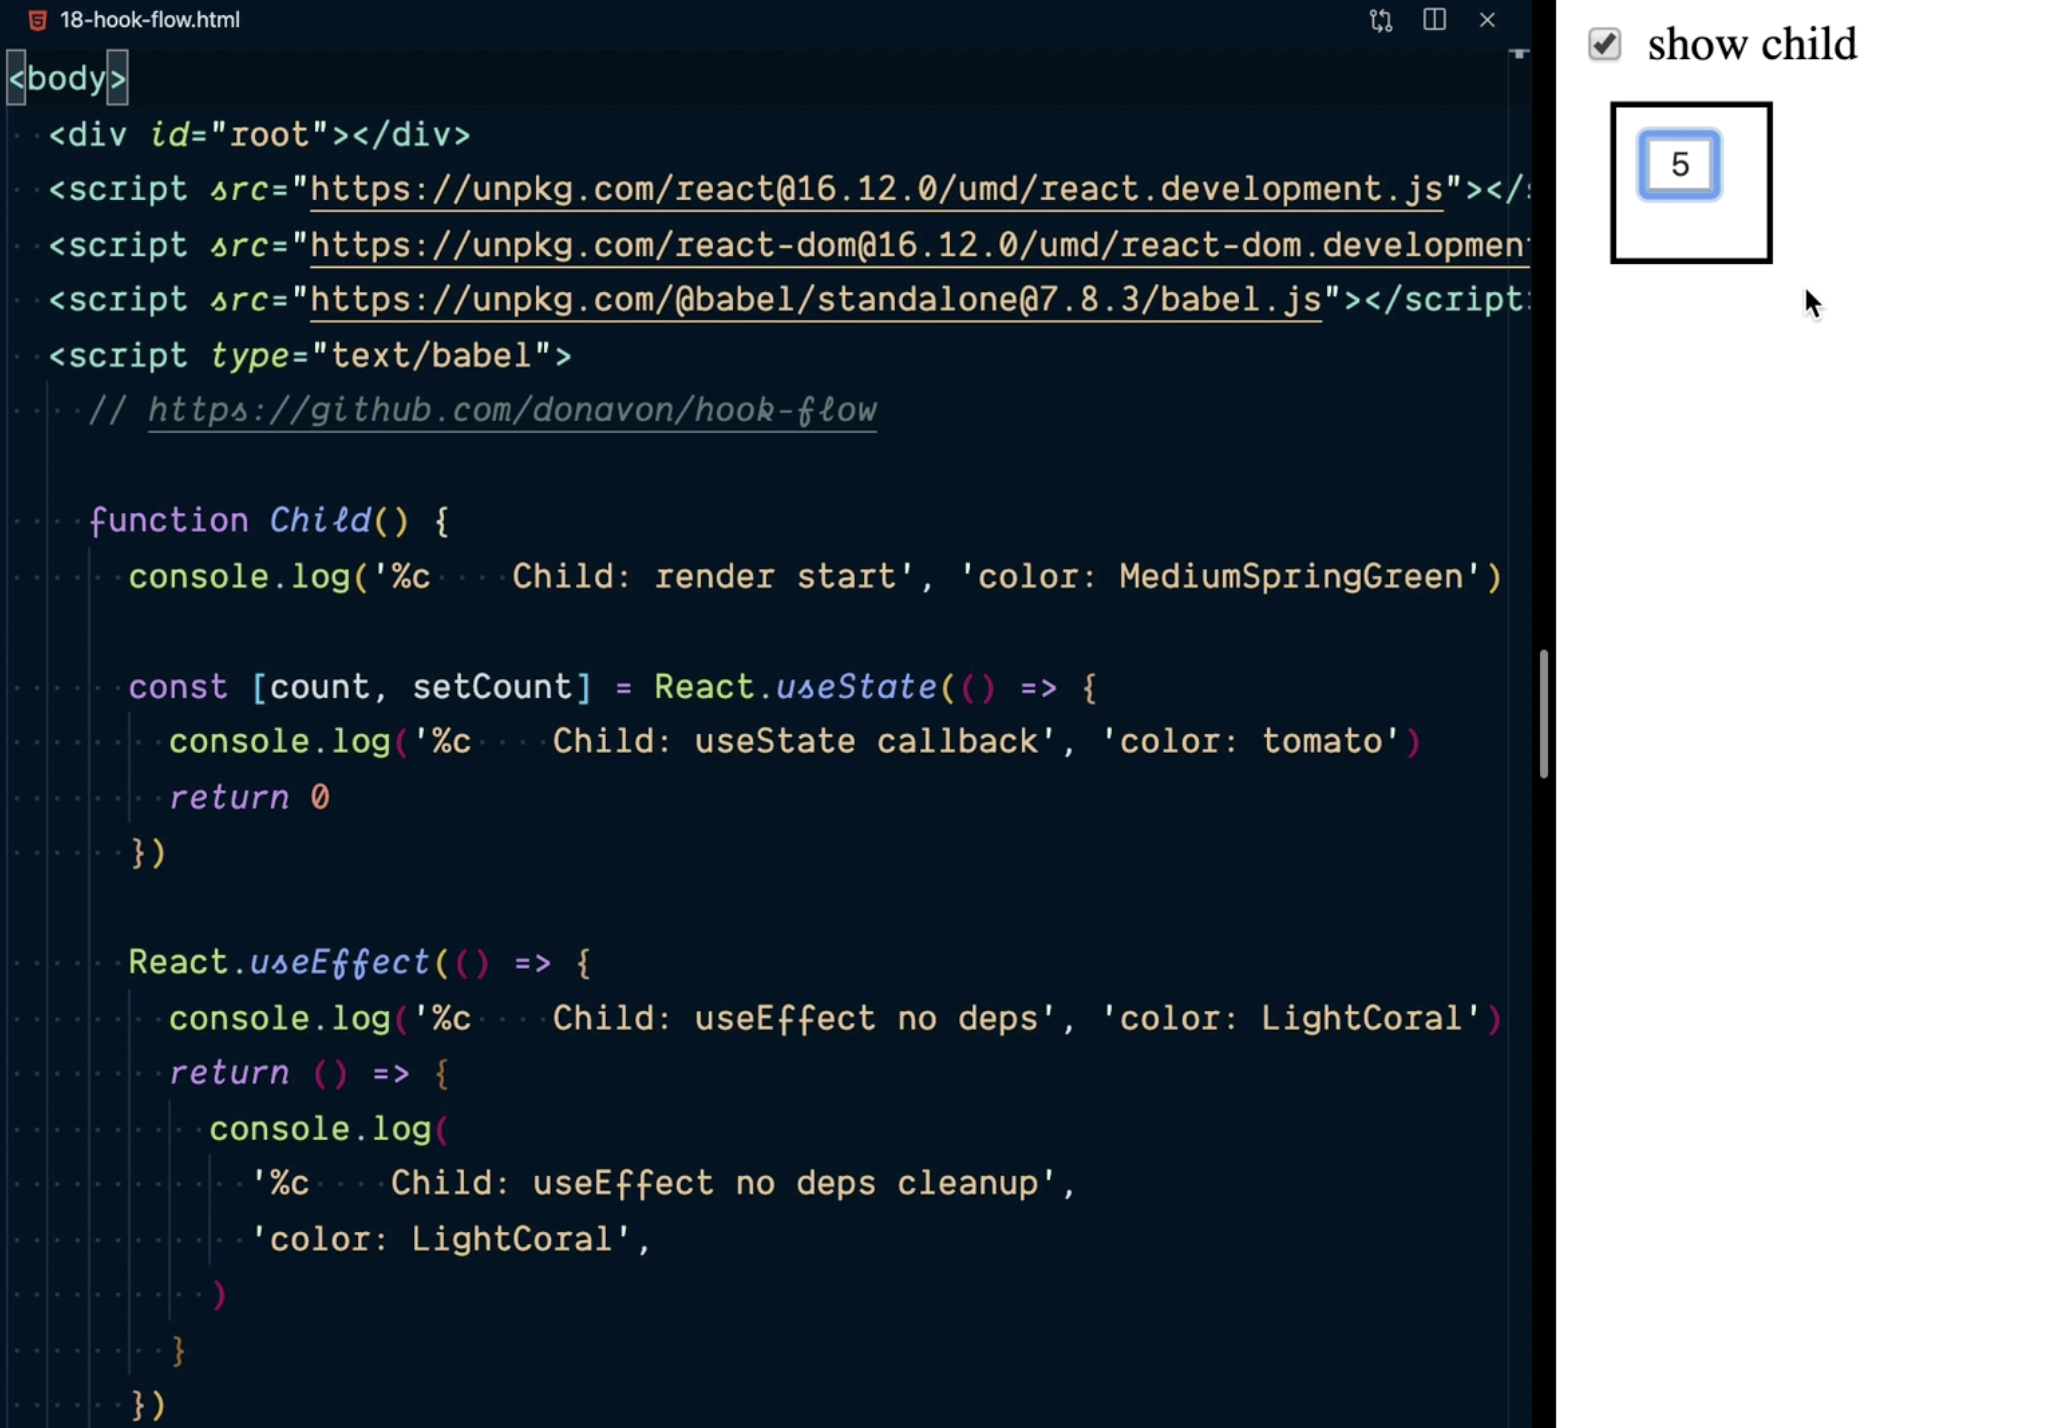 18-hook-flow.html
<body>
<div id="root"></div>
<script src="https://unpkg.com/react@16.12.0/umd/react.development.js"></
<script src="https://unpkg.com/react-dom@16.12.0/umd/react-dom.developmen
<script src="https://unpkg.com/@babel/standalone@7.8.3/babel.js"></script
<script type="text/babel">
// https://github.com/donavon/hook-flow
function Child() {
console.log('%c    Child: render start', 'color: MediumSpringGreen')
const [count, setCount] = React.useState(() => {
console.log('%c    Child: useState callback', 'color: tomato')
return 0
})
React.useEffect(() => {
console.log('%c    Child: useEffect no deps', 'color: LightCoral')
return () => {
console.log(
'%c    Child: useEffect no deps cleanup',
'color: LightCoral',
)
}
})
show child
5